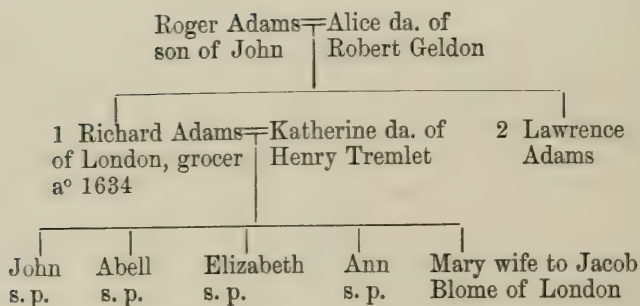 Roger Adams Alice da. of
son of John Robert Geldon
1 Richard Adams Katherine da. of 2 Lawrence
of London, grocer Henry Tremlet Adams
aº 1634
John Abell Elizabeth Ann Mary wife to Jacob
s. p. s. p. s. p. s. p. Blome of London